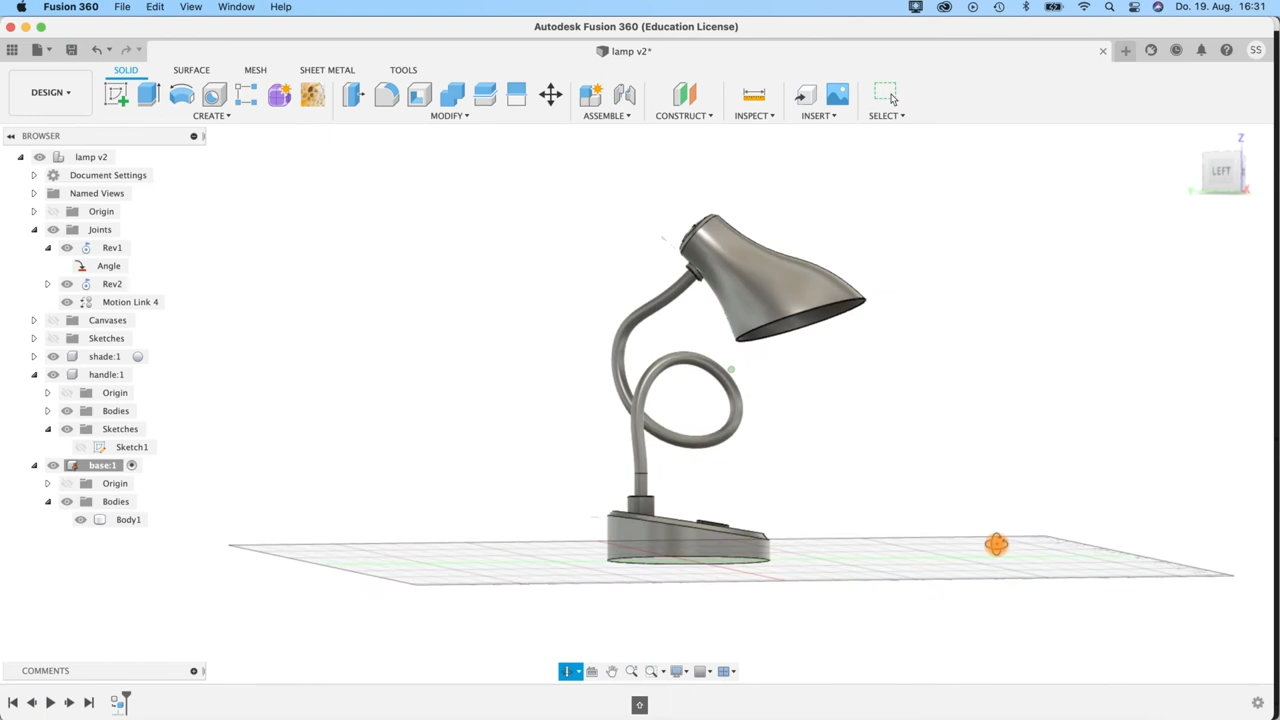 Fusion 360 File Edit View Window Help Do. 19. Aug. 16:31
Autodesk Fusion 360 (Education License)
lamp v2* SS
SOLID SURFACE MESH SHEET METAL TOOLS
DESIGN
CREATE MODIFY ASSEMBLE CONSTRUCT INSPECT INSERT SELECT
BROWSER
lamp v2
Document Settings
Named Views
Origin
Joints
Rev1
Angle
Rev2
Motion Link 4
Canvases
Sketches
shade:1
handle:1
Origin
Bodies
Sketches
Sketch1
base:1
Origin
Bodies
Body1
Z
LEFT
Y X
COMMENTS